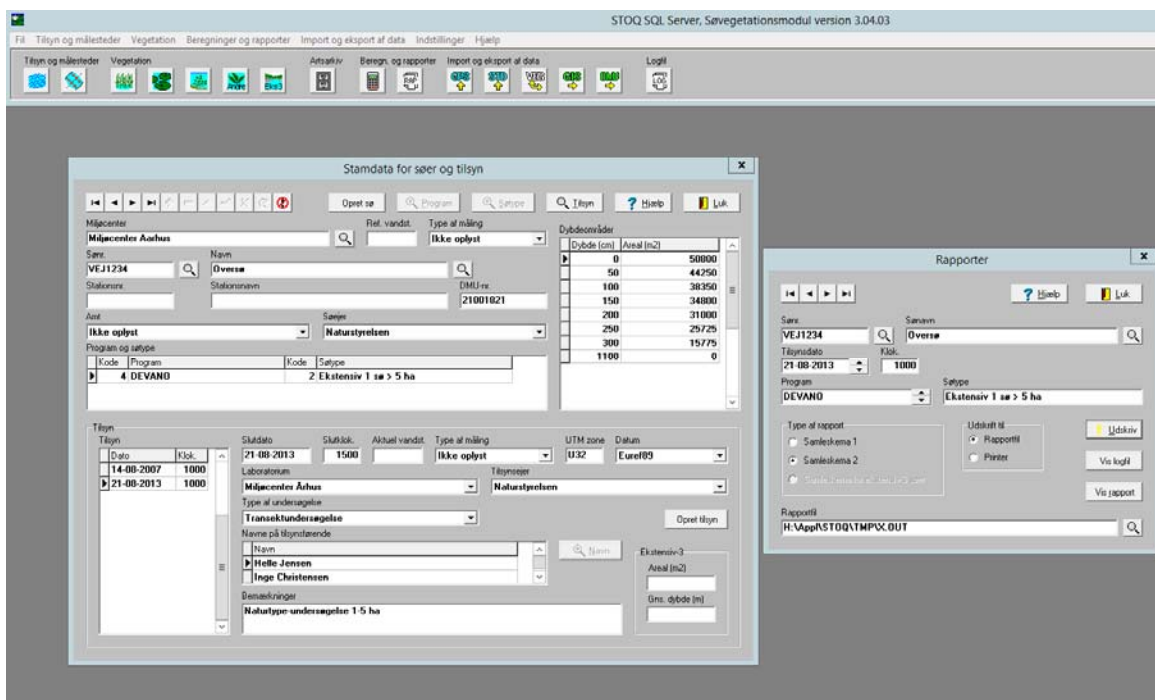 STOQ SQL Server, Søvegetationsmodul version 3.04.03
Fil Tilsyn og målesteder Vegetation Beregninger og rapporter Import og eksport af data Indstillinger Hjælp
Tilsyn og målesteder Vegetation Artsarkiv Beregn. og rapporter Import og eksport af data Logfil
Stamdata for søer og tilsyn
Opret sø Program Søtype Tilsyn Hjælp Luk
Miljøcenter Rel. vandst. Type af måling
Miljøcenter Aarhus Ikke oplyst
Sønr. Navn
VEJ1234 Oversø
Stationsnr. Stationsnavn DMU-nr.
21001021
Amt Søejer
Ikke oplyst Naturstyrelsen
Program og søtype
Kode Program Kode Søtype
4 DEVANO 2 Ekstensiv 1 sø > 5 ha
Dybdeområder
Dybde (cm) Areal (m2)
0 50000
50 44250
100 38350
150 34800
200 31000
250 25725
300 15775
1100 0
Tilsyn
Tilsyn
Dato Klok.
14-08-2007 1000
21-08-2013 1000
Slutdato Slutklok. Aktuel vandst. Type af måling UTM zone Datum
21-08-2013 1500 Ikke oplyst U32 Euref89
Laboratorium Tilsynsejer
Miljøcenter Århus Naturstyrelsen
Type af undersøgelse
Transektundersøgelse
Opret tilsyn
Navne på tilsynsførende
Navn
Helle Jensen
Inge Christensen
Navn
Ekstensiv-3
Areal (m2)
Gns. dybde (m)
Bemærkninger
Naturtype-undersøgelse 1-5 ha
Rapporter
Hjælp Luk
Sønr. Sønavn
VEJ1234 Oversø
Tilsynsdato Klok.
21-08-2013 1000
Program Søtype
DEVANO Ekstensiv 1 sø > 5 ha
Type af rapport
Samleskema 1
Samleskema 2
Udskrift til
Rapportfil
Printer
Udskriv
Vis logfil
Vis rapport
Rapportfil
H:\Appl\STOQ\TMP\X.OUT